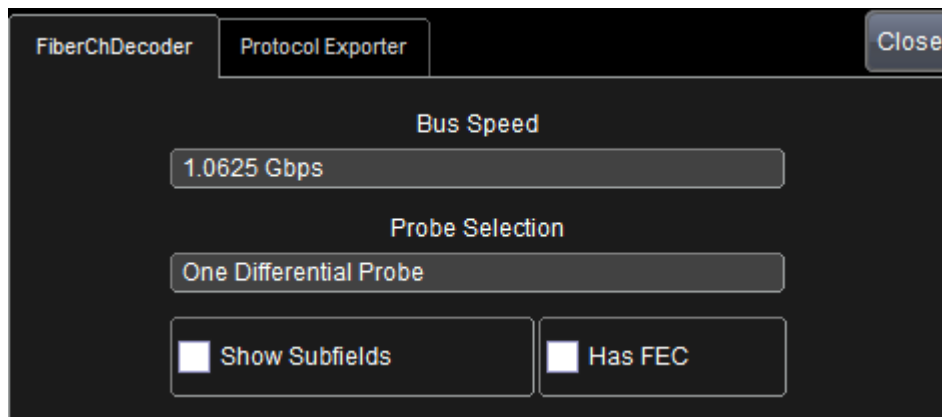 FiberChDecoder Protocol Exporter Close
Bus Speed
1.0625 Gbps
Probe Selection
One Differential Probe
Show Subfields Has FEC